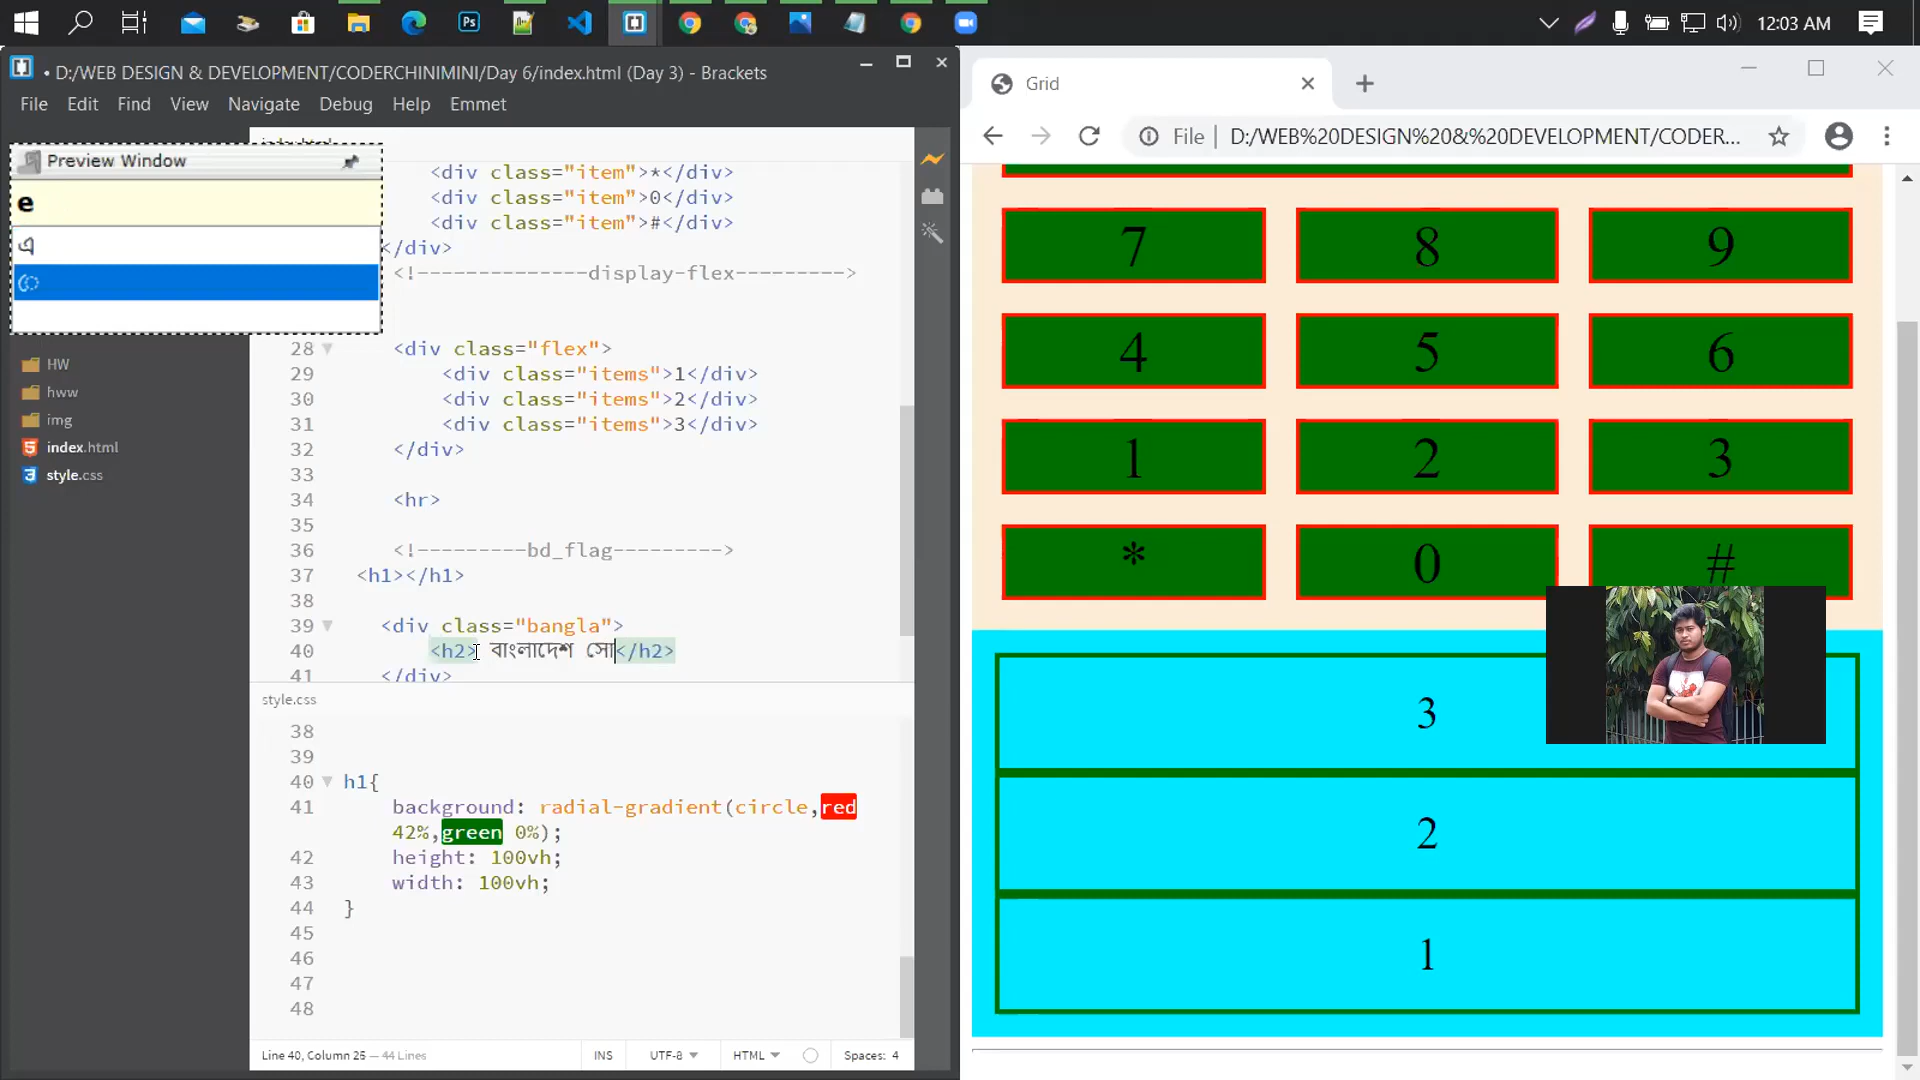 12:03 AM
D:/WEB DESIGN & DEVELOPMENT/CODERCHINIMINI/Day 6/index.html (Day 3) - Brackets
File Edit Find View Navigate Debug Help Emmet
Preview Window
e
এ
HW
hww
img
index.html
style.css
<div class="item">*</div>
<div class="item">0</div>
<div class="item">#</div>
</div>
<!--------------display-flex--------->
28 <div class="flex">
29 <div class="items">1</div>
30 <div class="items">2</div>
31 <div class="items">3</div>
32 </div>
33
34 <hr>
35
36 <!---------bd_flag--------->
37 <h1></h1>
38
39 <div class="bangla">
40 <h2> বাংলাদেশ সো</h2>
41 </div>
style.css
38
39
40 h1{
41 background: radial-gradient(circle,red
42%,green 0%);
42 height: 100vh;
43 width: 100vh;
44 }
45
46
47
48
Line 40, Column 25 — 44 Lines
INS UTF-8 HTML Spaces: 4
Grid
File | D:/WEB%20DESIGN%20&%20DEVELOPMENT/CODER...
7 8 9
4 5 6
1 2 3
* 0 #
3
2
1